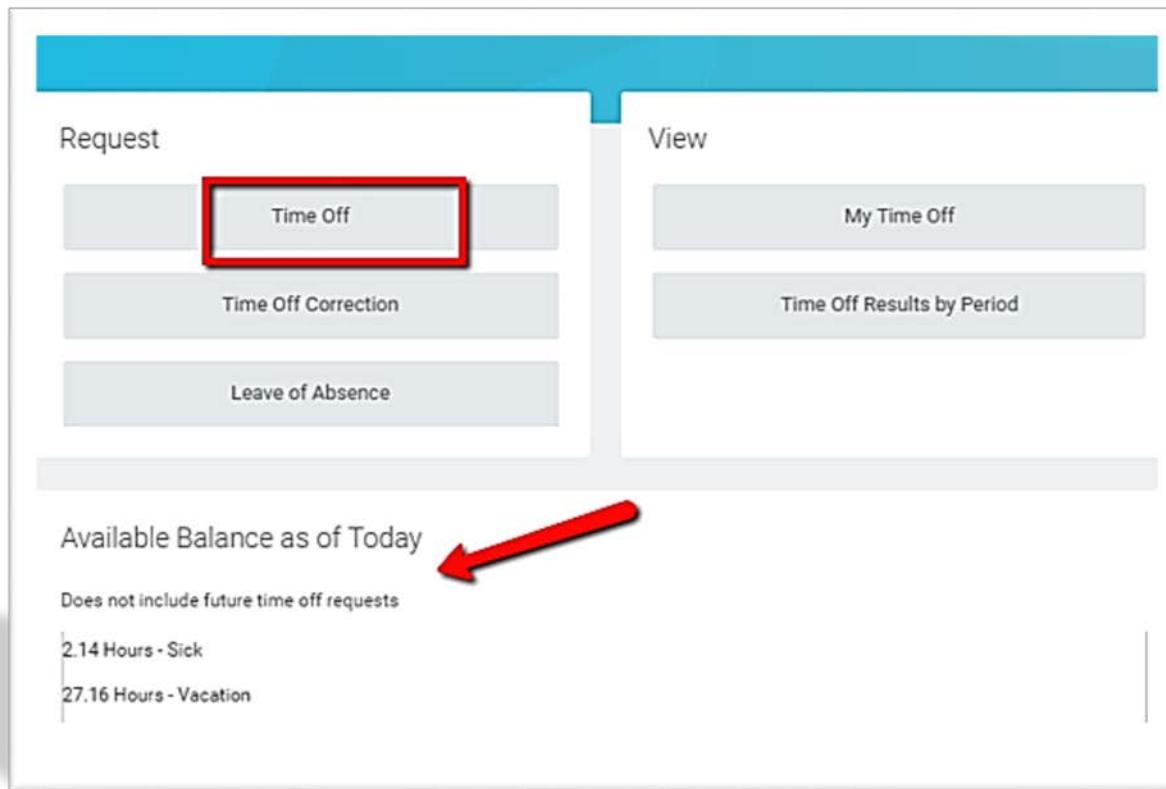 Request
Time Off
Time Off Correction
Leave of Absence
View
My Time Off
Time Off Results by Period
Available Balance as of Today
Does not include future time off requests
2.14 Hours - Sick
27.16 Hours - Vacation